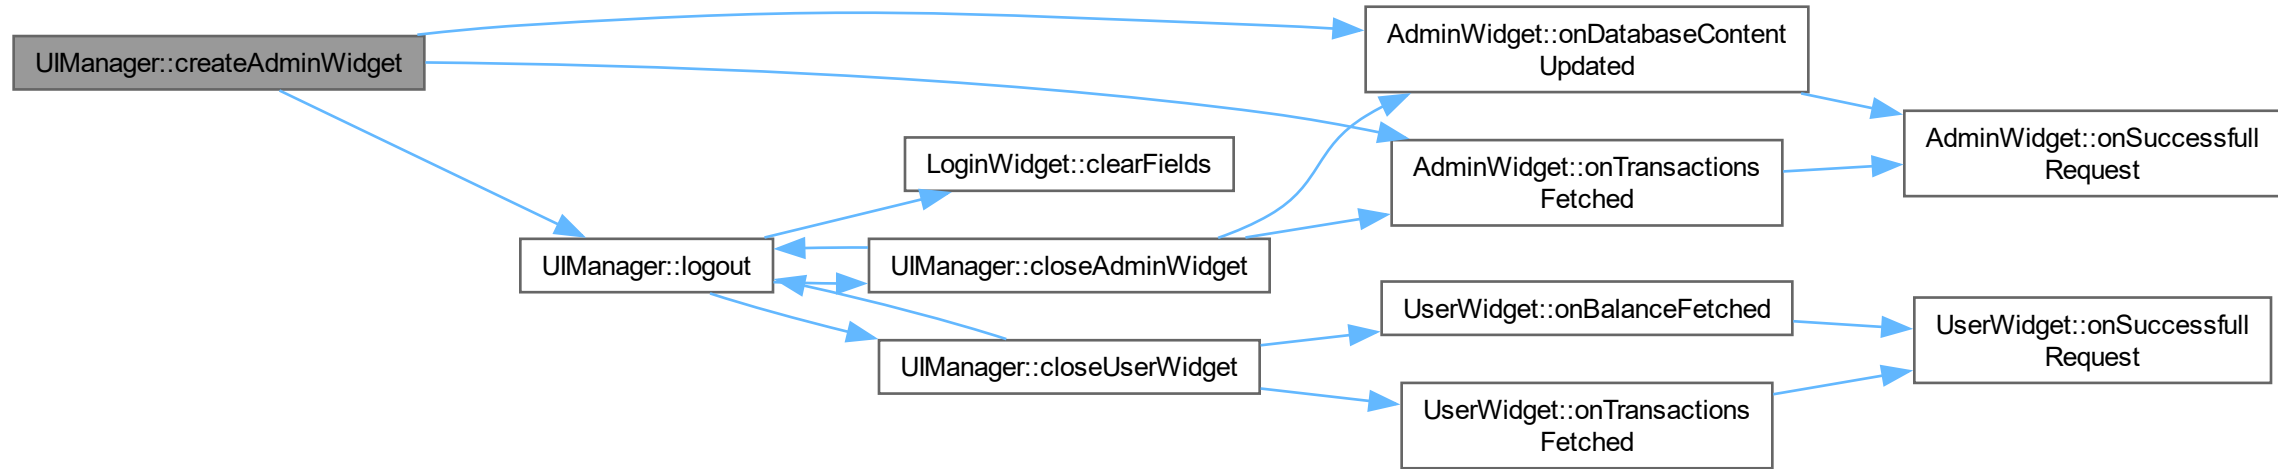 UIManager::createAdminWidget
AdminWidget::onDatabaseContent
Updated
LoginWidget::clearFields
AdminWidget::onTransactions
Fetched
AdminWidget::onSuccessfull
Request
UIManager::logout
UIManager::closeAdminWidget
UserWidget::onBalanceFetched
UserWidget::onSuccessfull
Request
UIManager::closeUserWidget
UserWidget::onTransactions
Fetched